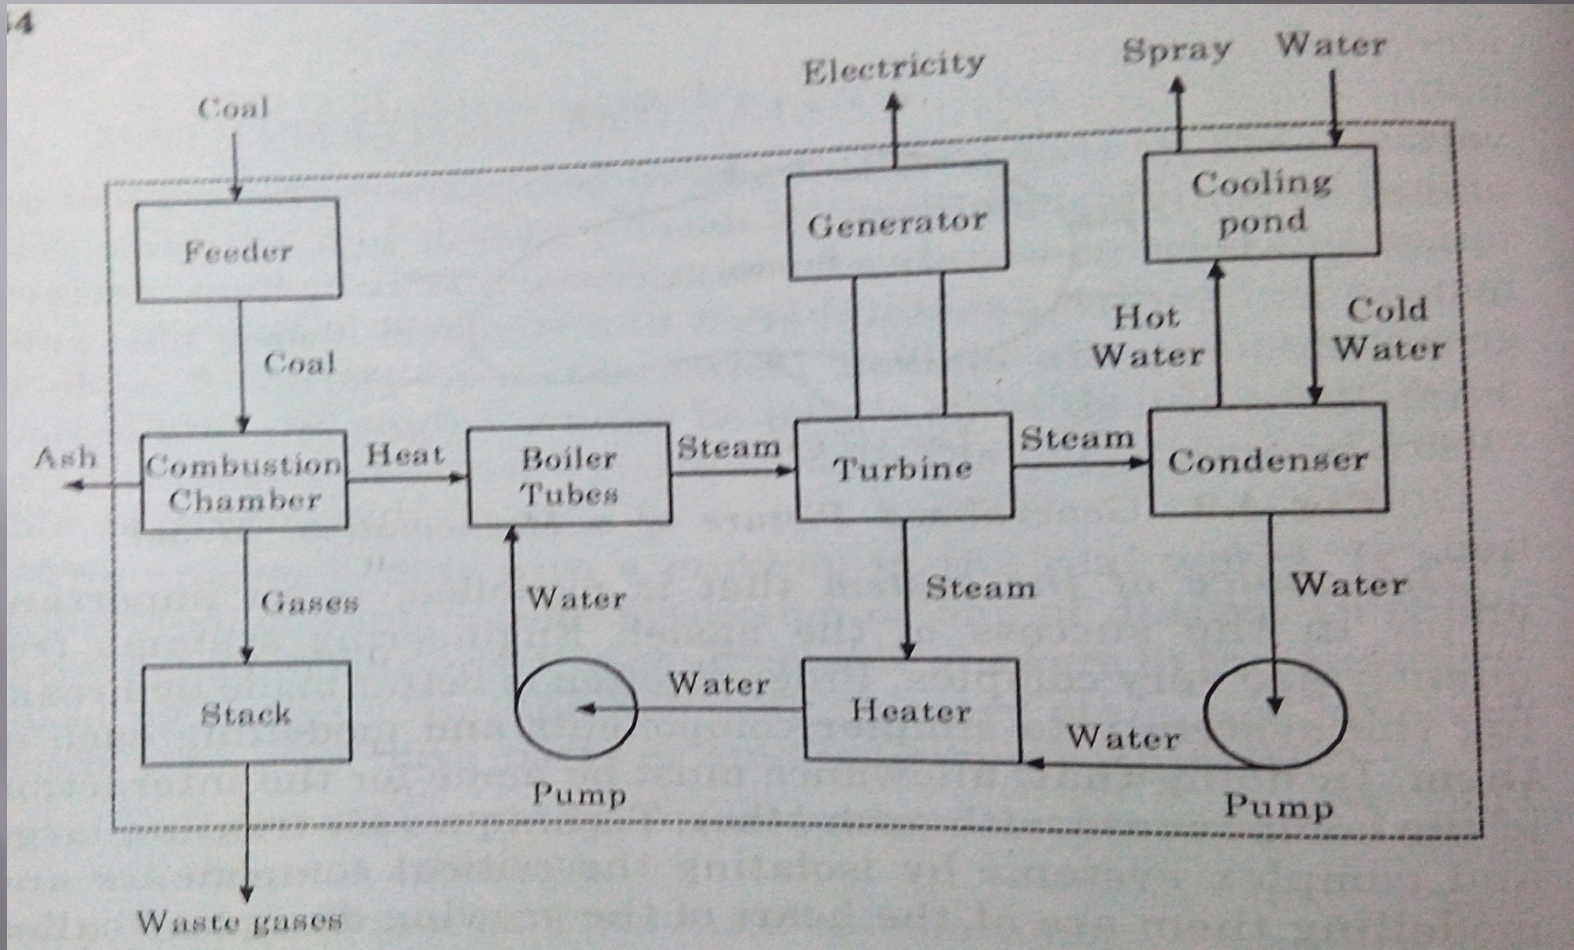 Electricity
Spray
Water
Coal
Feeder
Generator
Cooling
pond
Coal
Hot
Water
Cold
Water
Ash
Combustion
Chamber
Heat
Boiler
Tubes
Steam
Turbine
Steam
Condenser
Gases
Water
Steam
Water
Stack
Water
Heater
Water
Pump
Pump
Waste gases